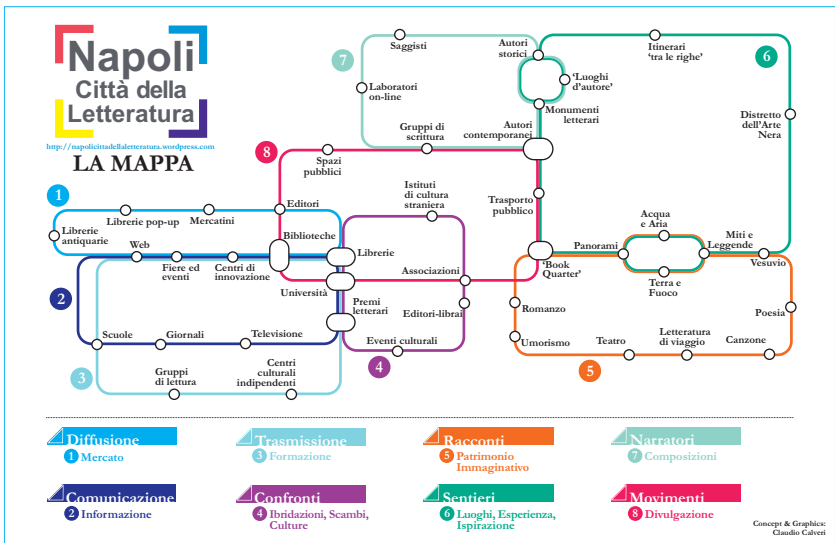 Napoli
Città della
Letteratura
http://napolicittadellaletteratura.wordpress.com
LA MAPPA
Saggisti
Autori
storici
Itinerari
'tra le righe'
6
7
Laboratori
on-line
'Luoghi
d'autore'
Monumenti
letterari
Distretto
dell'Arte
Nera
Gruppi di
scrittura
Autori
contemporanei
8
Spazi
pubblici
Istituti
di cultura
straniera
Trasporto
pubblico
1
Librerie pop-up
Mercatini
Editori
Librerie
antiquarie
Web
Biblioteche
Librerie
Acqua
e Aria
Miti e
Leggende
Panorami
Vesuvio
Fiere ed
eventi
Centri di
innovazione
Università
Associazioni
'Book
Quarter'
Terra e
Fuoco
2
Premi
letterari
Editori-librai
Romanzo
Poesia
Scuole
Giornali
Televisione
Eventi culturali
4
Umorismo
Teatro
Letteratura
di viaggio
Canzone
5
3
Gruppi
di lettura
Centri
culturali
indipendenti
Diffusione
1 Mercato
Trasmissione
3 Formazione
Racconti
5 Patrimonio
Immaginativo
Narratori
7 Composizioni
Comunicazione
2 Informazione
Confronti
4 Ibridazioni, Scambi,
Culture
Sentieri
6 Luoghi, Esperienza,
Ispirazione
Movimenti
8 Divulgazione
Concept & Graphics:
Claudio Calveri